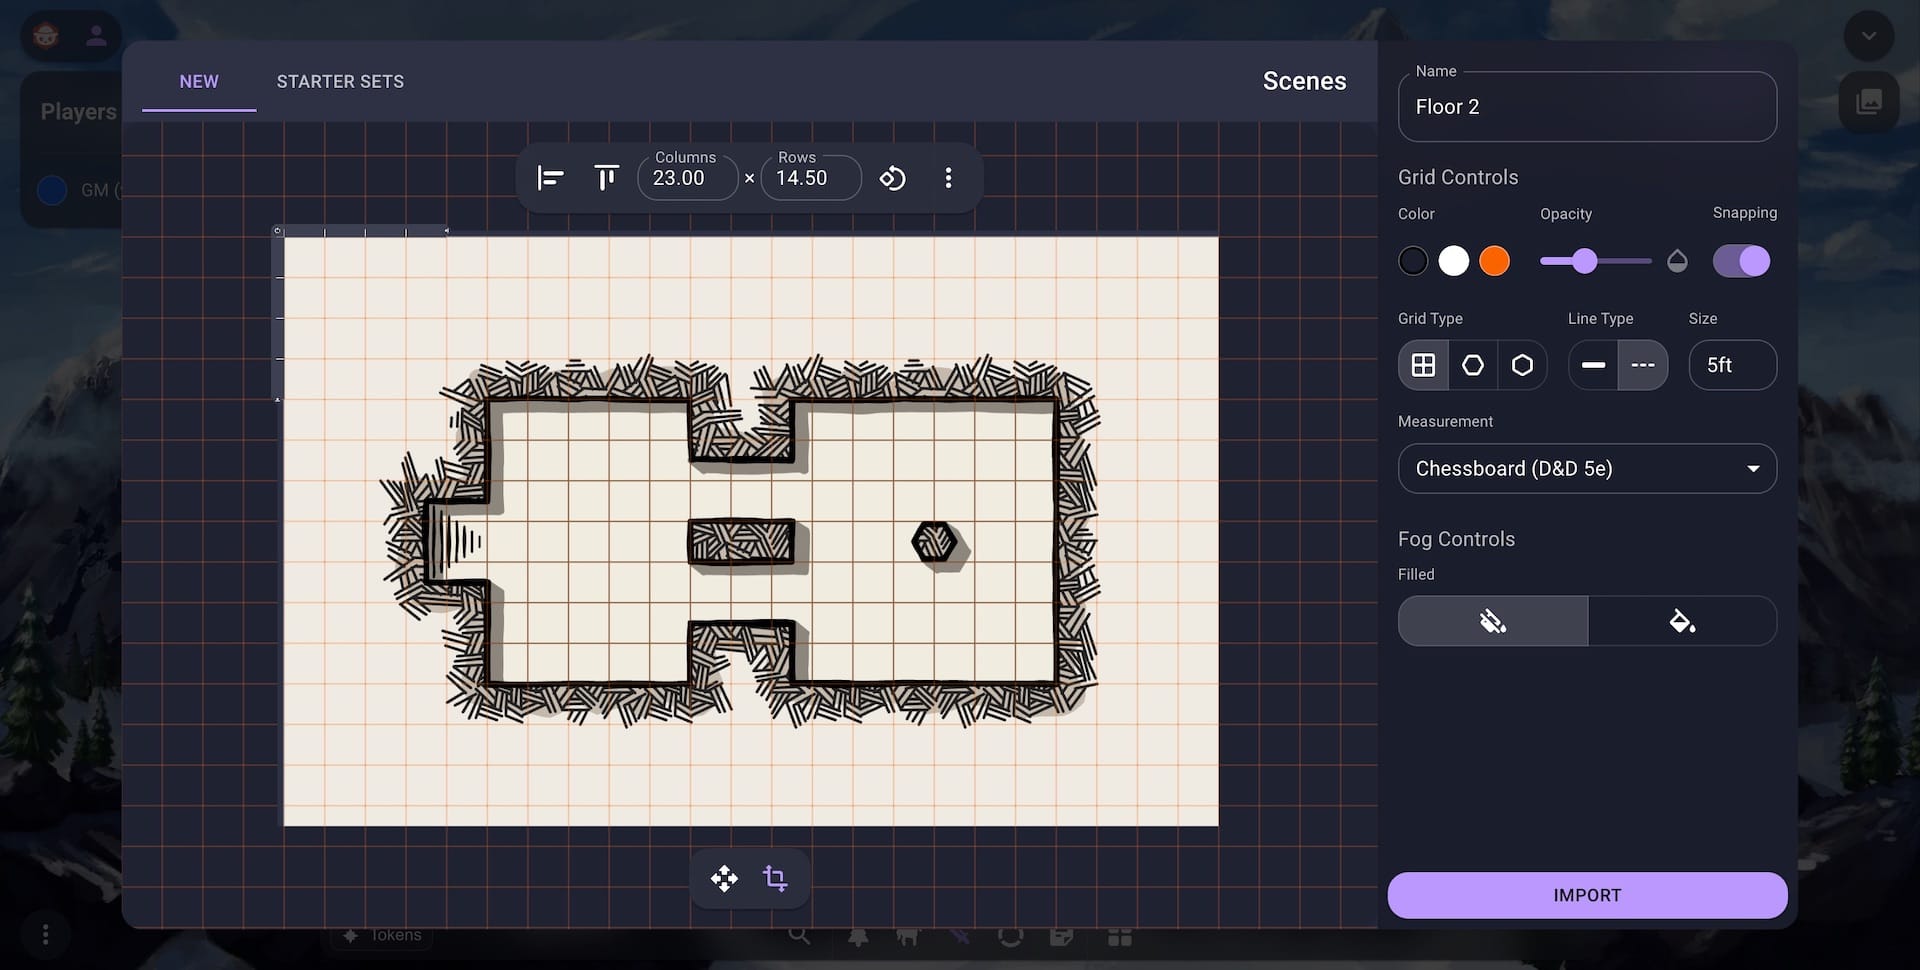 Players
GM (
NEW
STARTER SETS
Scenes
Columns
23.00
×
Rows
14.50
Name
Floor 2
Grid Controls
Color
Opacity
Snapping
Grid Type
Line Type
Size
5ft
Measurement
Chessboard (D&D 5e)
Fog Controls
Filled
IMPORT
Tokens